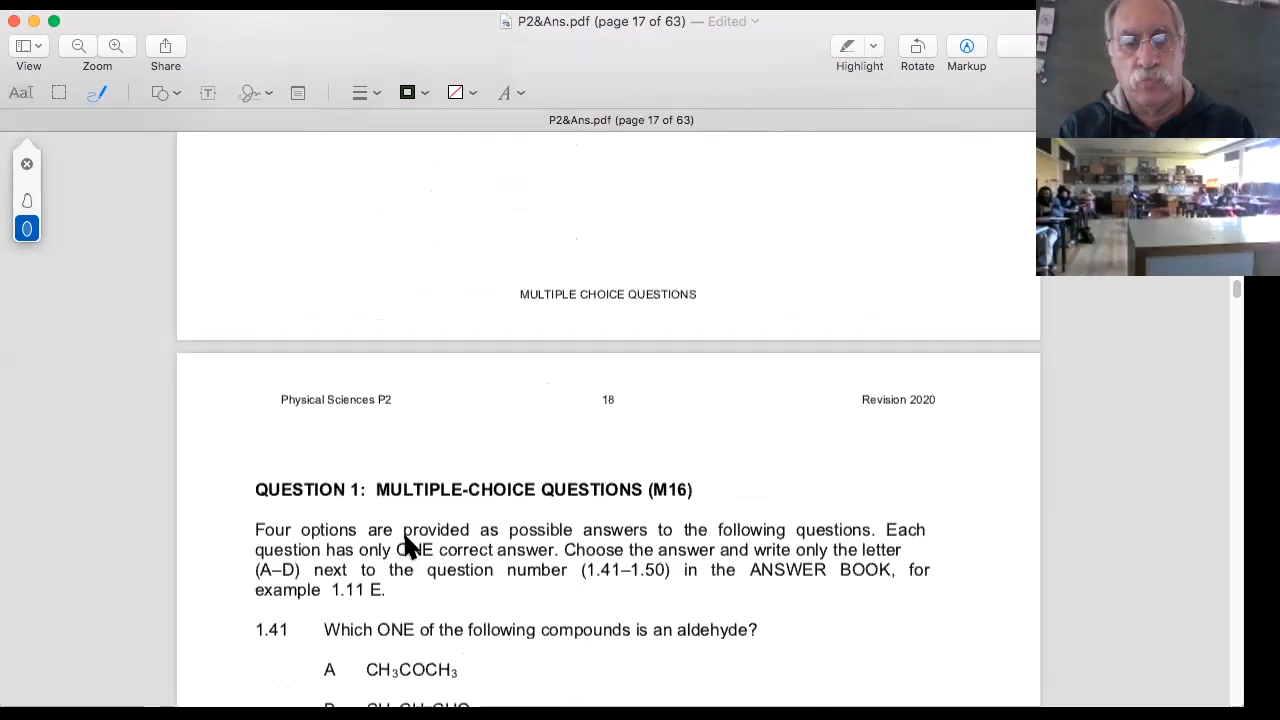 P2&Ans.pdf (page 17 of 63) — Edited
View
Zoom
Share
Highlight
Rotate
Markup
P2&Ans.pdf (page 17 of 63)
MULTIPLE CHOICE QUESTIONS
Physical Sciences P2 18 Revision 2020
QUESTION 1: MULTIPLE-CHOICE QUESTIONS (M16)
Four options are provided as possible answers to the following questions. Each
question has only ONE correct answer. Choose the answer and write only the letter
(A–D) next to the question number (1.41–1.50) in the ANSWER BOOK, for
example 1.11 E.
1.41 Which ONE of the following compounds is an aldehyde?
A CH₃COCH₃